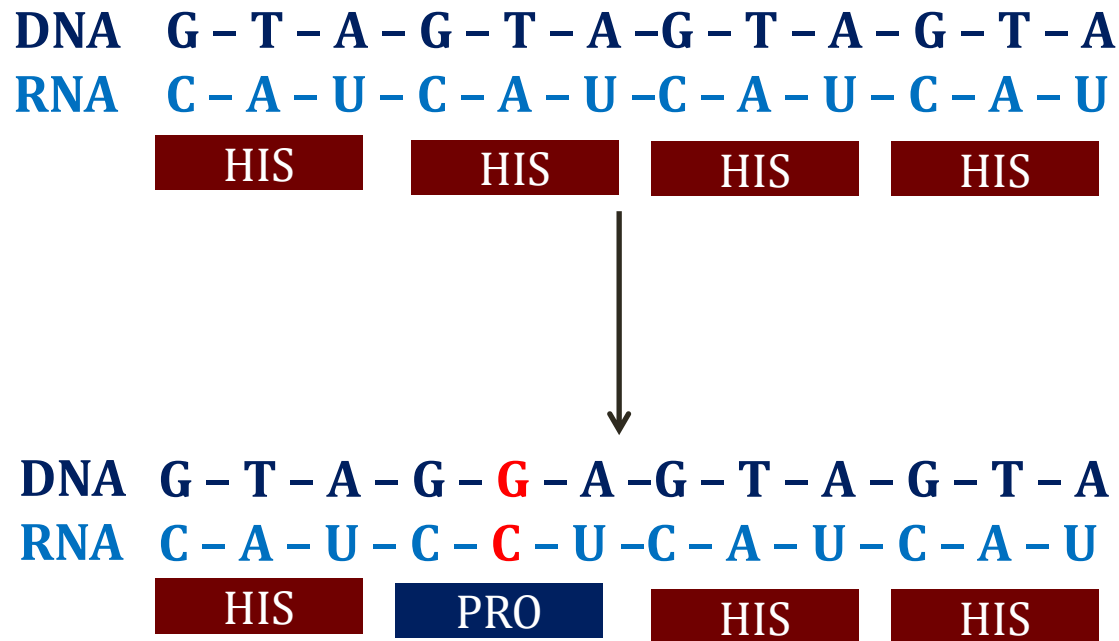 DNA G – T – A – G – T – A –G – T – A – G – T – A
RNA C – A – U – C – A – U –C – A – U – C – A – U
HIS HIS HIS HIS
DNA G – T – A – G – G – A –G – T – A – G – T – A
RNA C – A – U – C – C – U –C – A – U – C – A – U
HIS PRO HIS HIS